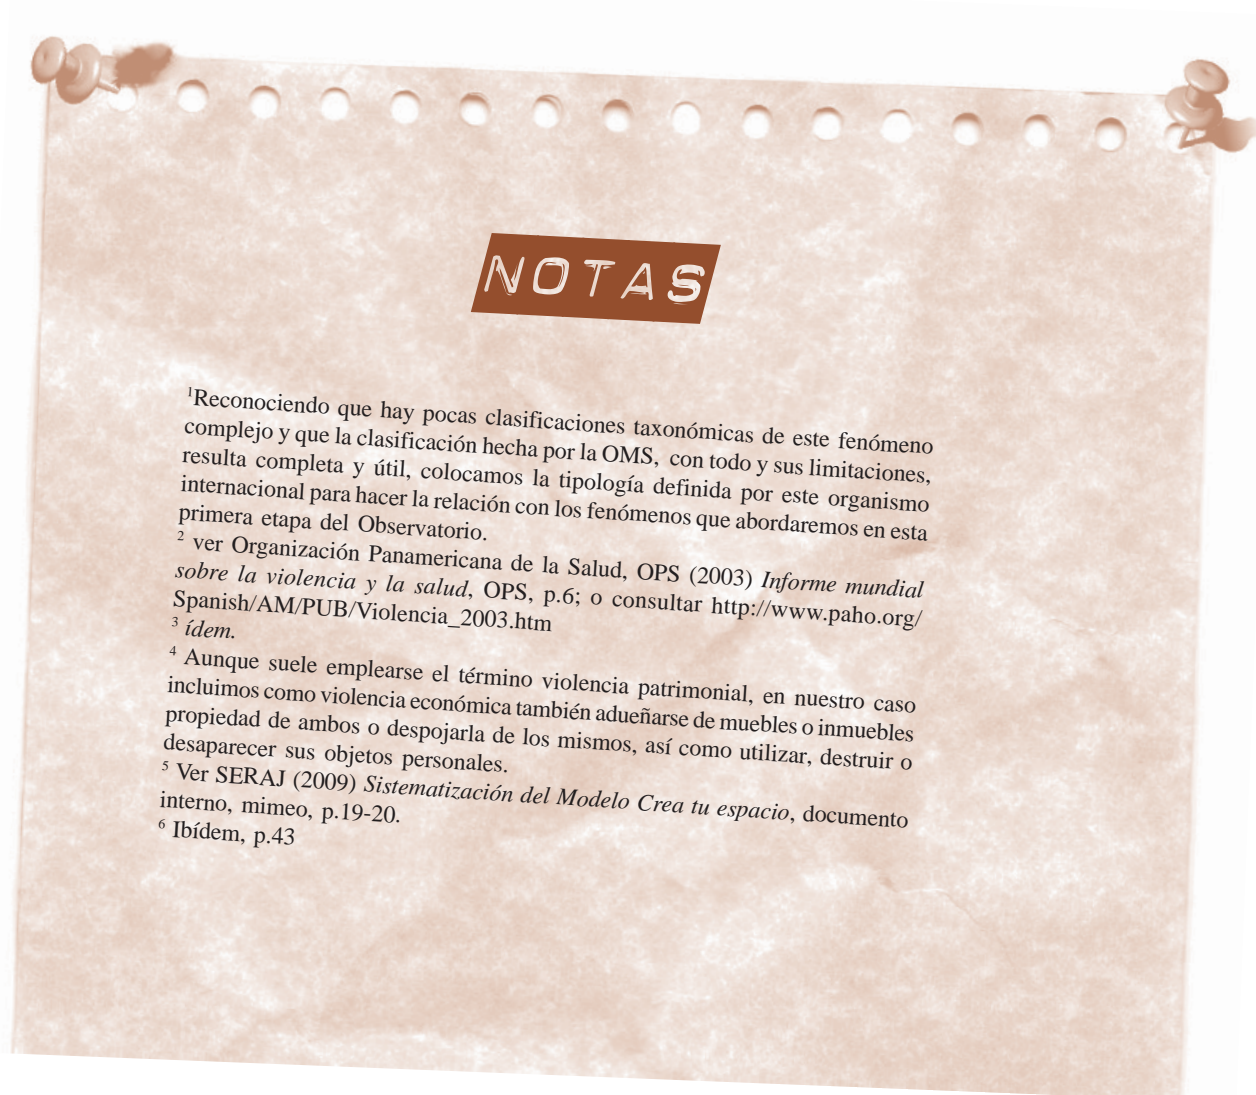 NOTAS
¹Reconociendo que hay pocas clasificaciones taxonómicas de este fenómeno
complejo y que la clasificación hecha por la OMS, con todo y sus limitaciones,
resulta completa y útil, colocamos la tipología definida por este organismo
internacional para hacer la relación con los fenómenos que abordaremos en esta
primera etapa del Observatorio.
² ver Organización Panamericana de la Salud, OPS (2003) Informe mundial
sobre la violencia y la salud, OPS, p.6; o consultar http://www.paho.org/
Spanish/AM/PUB/Violencia_2003.htm
³ ídem.
⁴ Aunque suele emplearse el término violencia patrimonial, en nuestro caso
incluimos como violencia económica también adueñarse de muebles o inmuebles
propiedad de ambos o despojarla de los mismos, así como utilizar, destruir o
desaparecer sus objetos personales.
⁵ Ver SERAJ (2009) Sistematización del Modelo Crea tu espacio, documento
interno, mimeo, p.19-20.
⁶ Ibídem, p.43